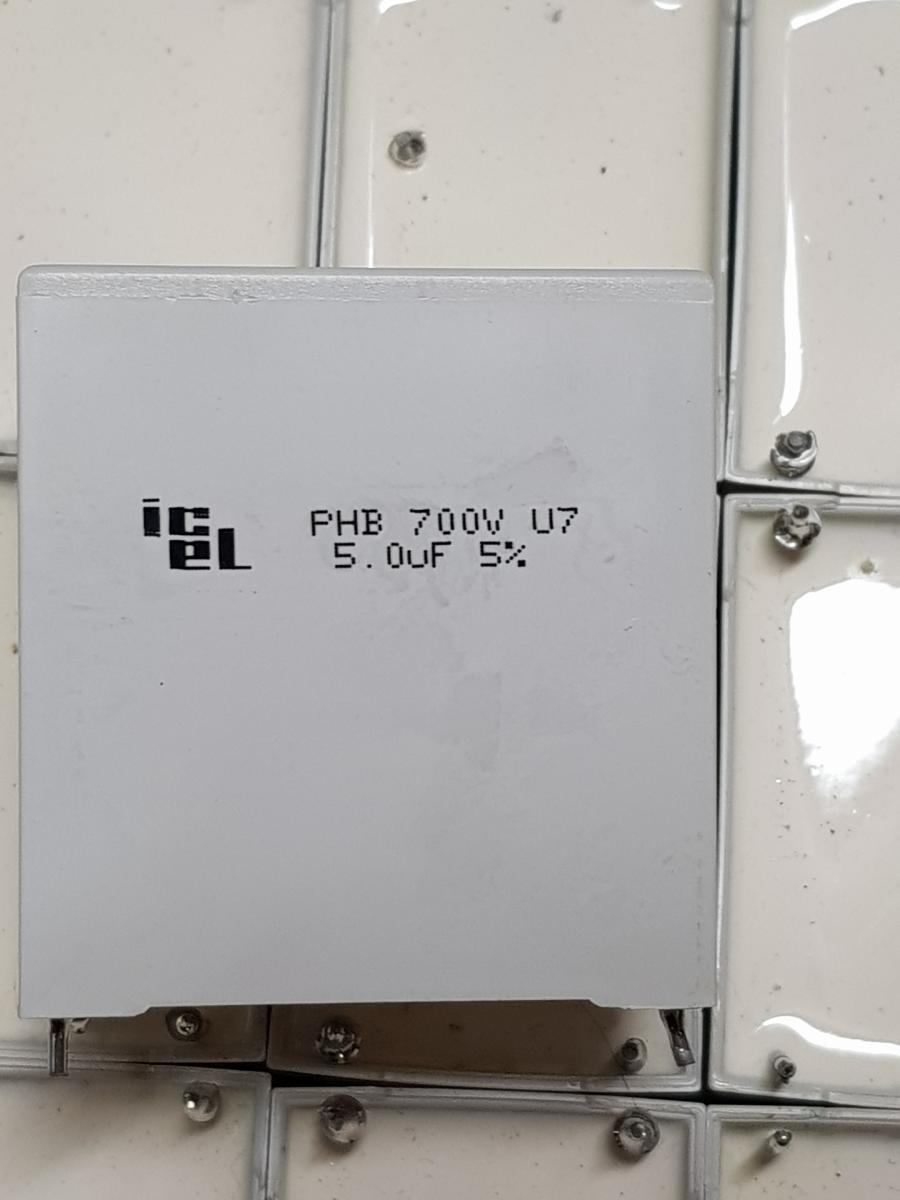 icel
PHB 700V U7
5.0uF 5%